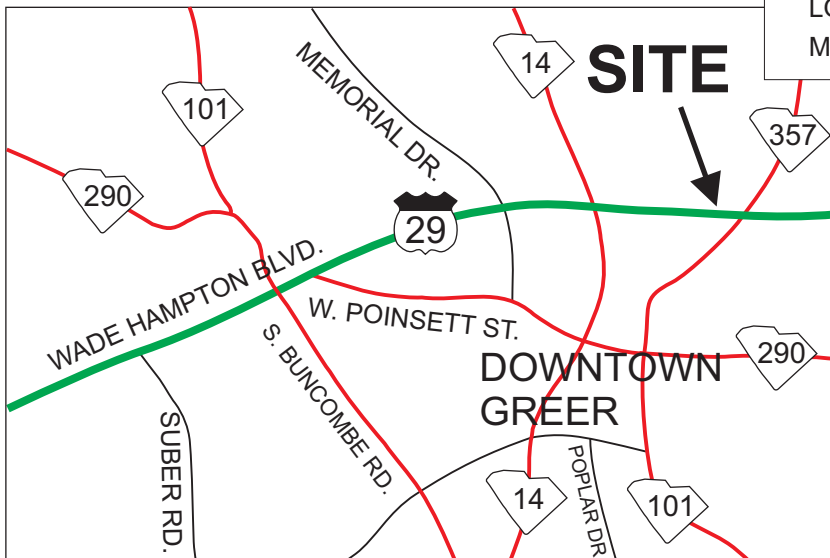 LO
M
14
SITE
MEMORIAL DR.
101
357
290
29
WADE HAMPTON BLVD.
W. POINSETT ST.
S. BUNCOMBE RD.
DOWNTOWN
GREER
290
SUBER RD.
POPLAR DR
14
101